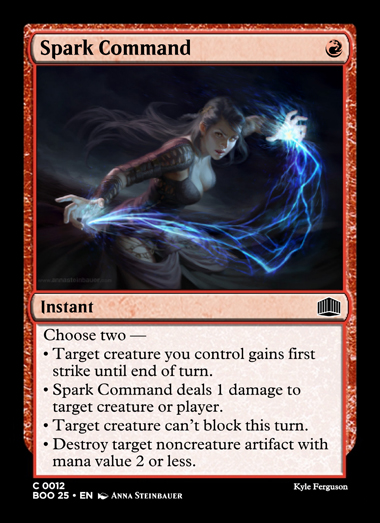 Spark Command
Instant
Choose two —
• Target creature you control gains first
strike until end of turn.
• Spark Command deals 1 damage to
target creature or player.
• Target creature can't block this turn.
• Destroy target noncreature artifact with
mana value 2 or less.
C 0012
BOO 25 • EN Anna Steinbauer
Kyle Ferguson